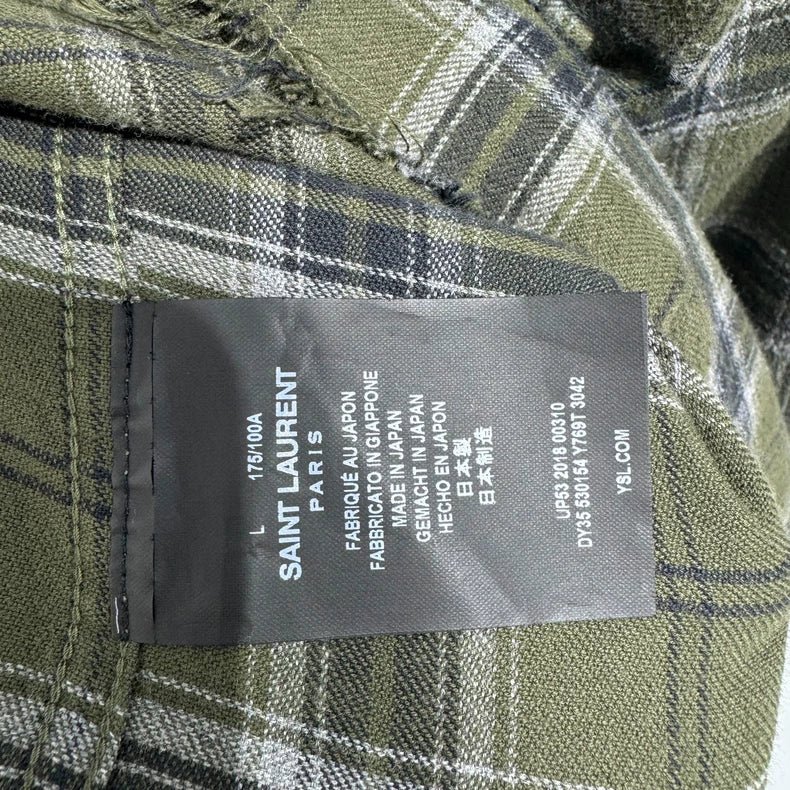 L 175/100A
SAINT LAURENT
PARIS
FABRIQUÉ AU JAPON
FABBRICATO IN GIAPPONE
MADE IN JAPAN
GEMACHT IN JAPAN
HECHO EN JAPON
日本製
日本制造
UP53 2018 00310
DY35 530154 Y769T 3042
YSL.COM